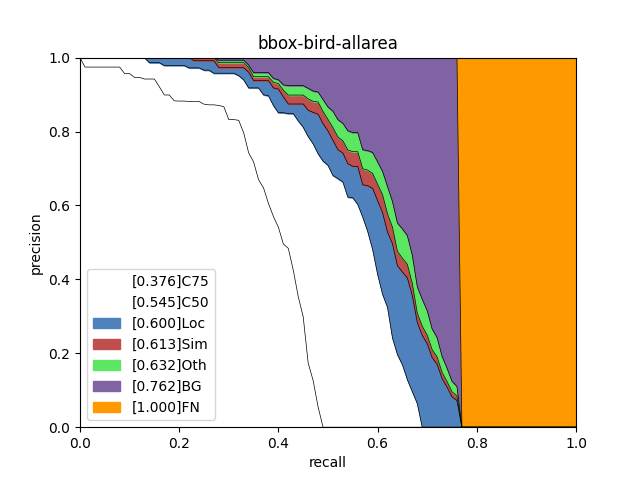 bbox-bird-allarea
1.0
0.8
0.6
0.4
0.2
0.0
precision
[0.376]C75
[0.545]C50
[0.600]Loc
[0.613]Sim
[0.632]Oth
[0.762]BG
[1.000]FN
0.0 0.2 0.4 0.6 0.8 1.0
recall